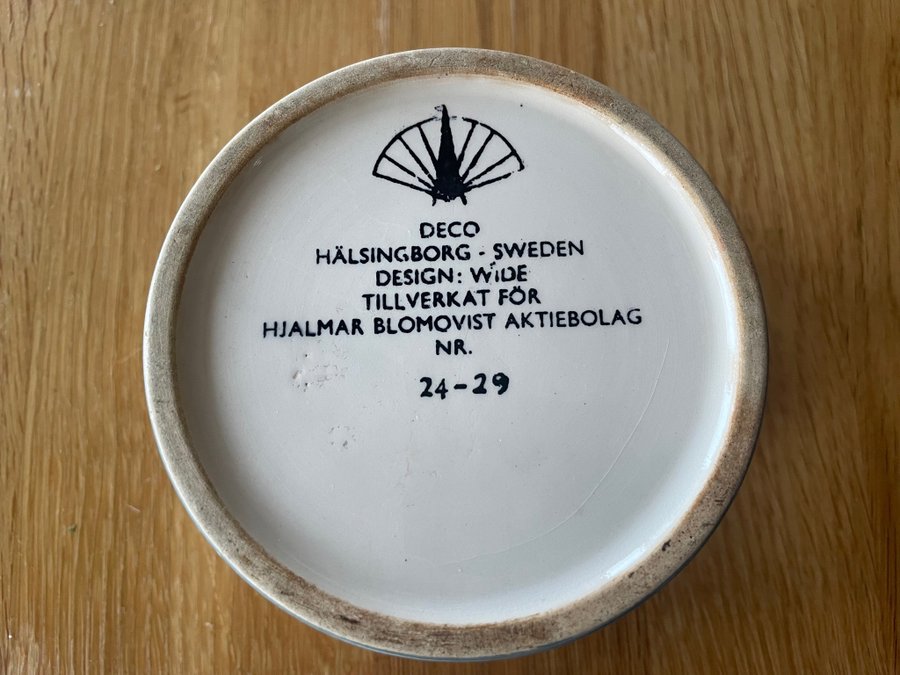 DECO
HÄLSINGBORG - SWEDEN
DESIGN: WIDE
TILLVERKAT FÖR
HJALMAR BLOMQVIST AKTIEBOLAG
NR.
24-29